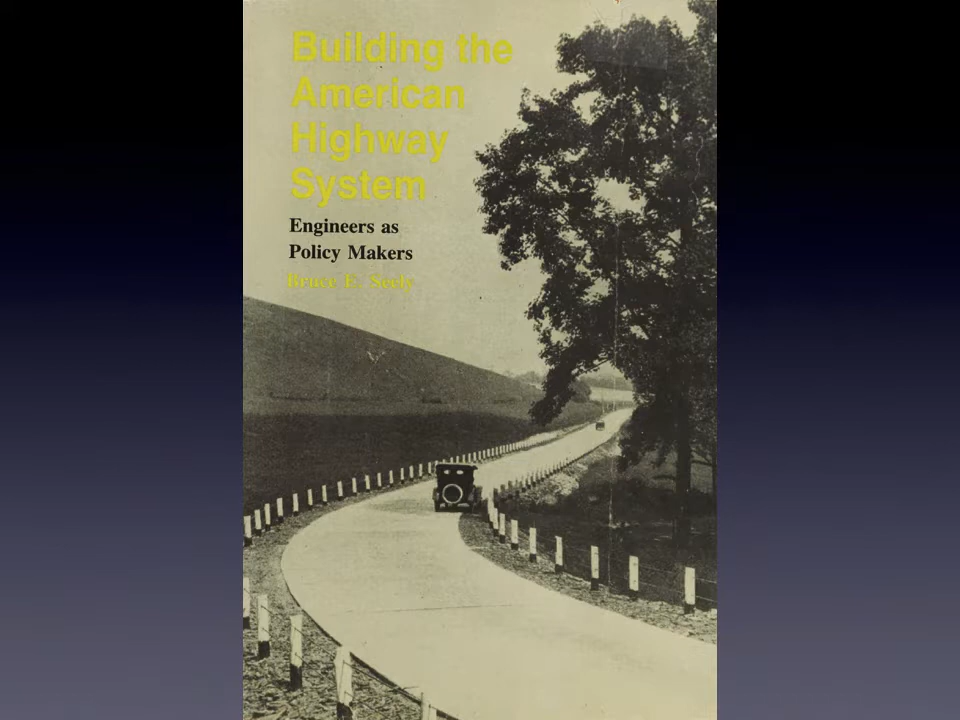 Building the
American
Highway
System
Engineers as
Policy Makers
Bruce E. Seely